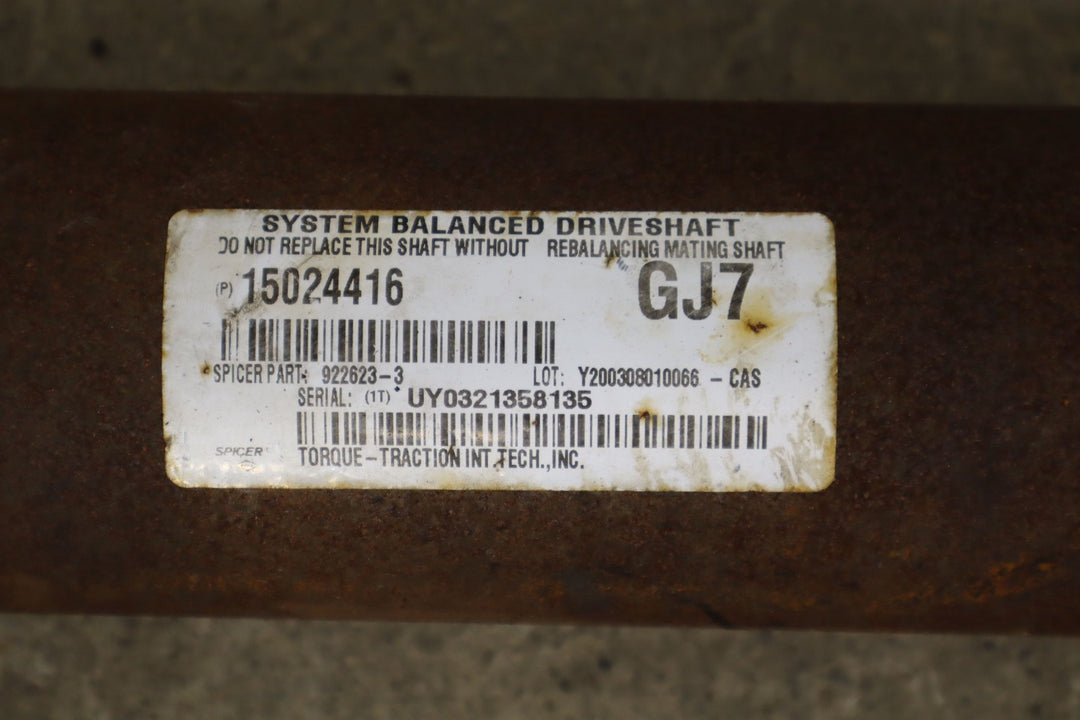 SYSTEM BALANCED DRIVESHAFT
DO NOT REPLACE THIS SHAFT WITHOUT REBALANCING MATING SHAFT
(P) 15024416 GJ7
SPICER PART: 922623-3 LOT: Y200308010066 - CAS
SERIAL: (1T) UY0321358135
SPICER
TORQUE-TRACTION INT.TECH.,INC.